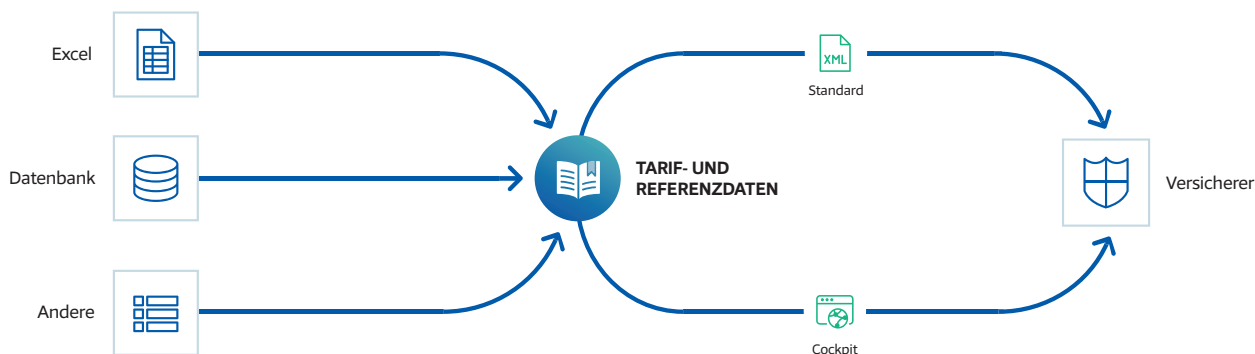 Excel
XML
Standard
Datenbank
TARIF- UND
REFERENZDATEN
Versicherer
Andere
Cockpit